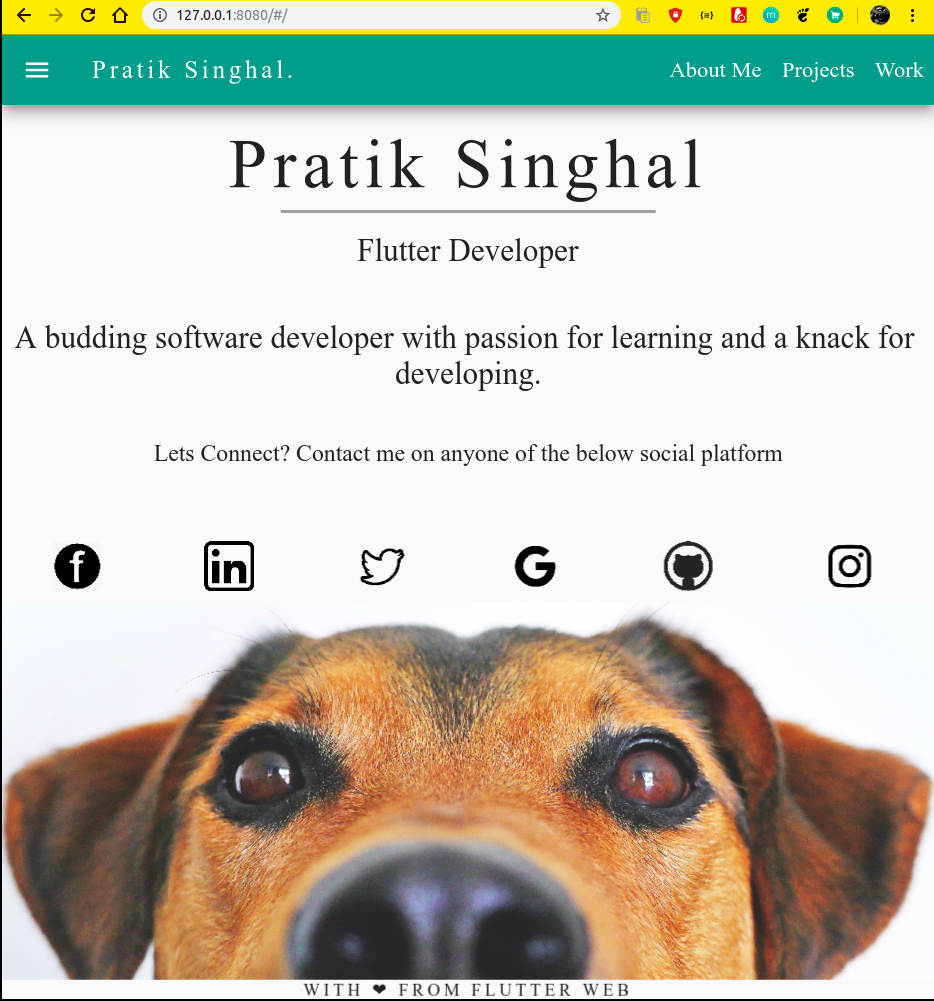 127.0.0.1:8080/#/
Pratik Singhal.
About Me Projects Work
Pratik Singhal
Flutter Developer
A budding software developer with passion for learning and a knack for
developing.
Lets Connect? Contact me on anyone of the below social platform
f in G
WITH ❤ FROM FLUTTER WEB